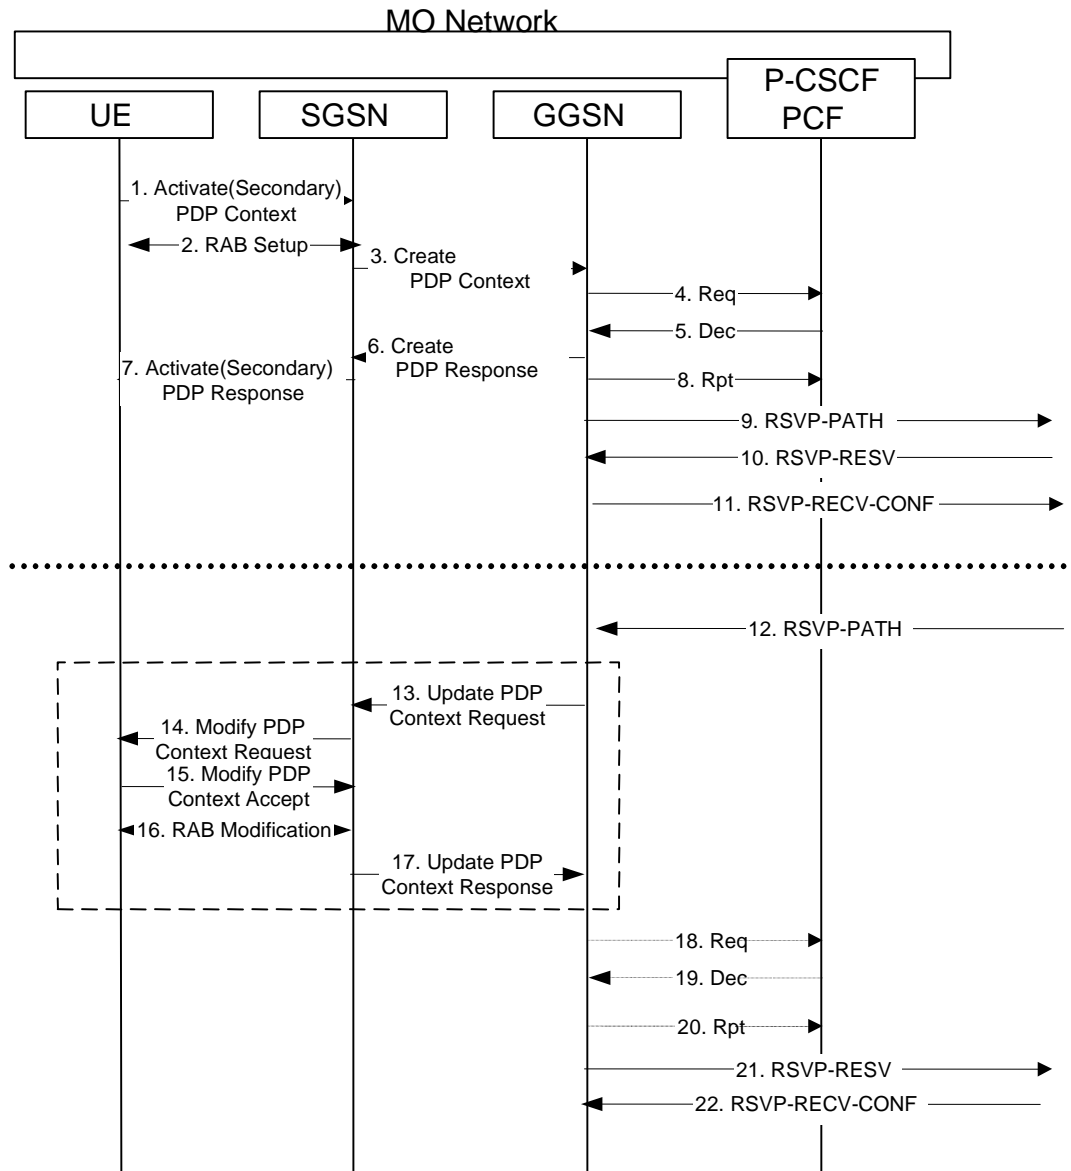 MO Network
P-CSCF
PCF
UE
SGSN
GGSN
1. Activate(Secondary)
PDP Context
2. RAB Setup
3. Create
PDP Context
4. Req
5. Dec
6. Create
PDP Response
7. Activate(Secondary)
PDP Response
8. Rpt
9. RSVP-PATH
10. RSVP-RESV
11. RSVP-RECV-CONF
12. RSVP-PATH
13. Update PDP
Context Request
14. Modify PDP
Context Request
15. Modify PDP
Context Accept
16. RAB Modification
17. Update PDP
Context Response
18. Req
19. Dec
20. Rpt
21. RSVP-RESV
22. RSVP-RECV-CONF